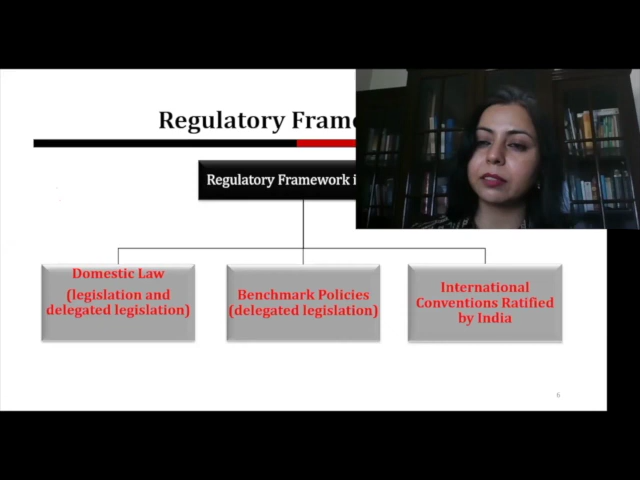 Regulatory
Regulatory Framework
Domestic Law
(legislation and
delegated legislation)
Benchmark Policies
(delegated legislation)
International
Conventions Ratified
by India
6